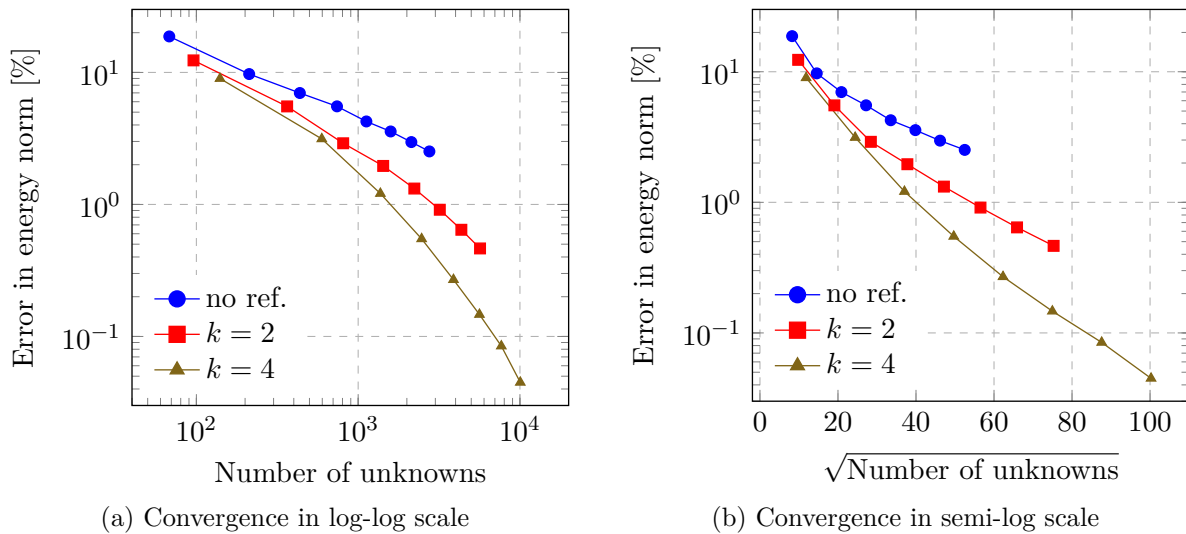 Error in energy norm [%]
10^1
10^0
10^−1
no ref.
k = 2
k = 4
10^2 10^3 10^4
Number of unknowns
(a) Convergence in log-log scale
Error in energy norm [%]
10^1
10^0
10^−1
no ref.
k = 2
k = 4
0 20 40 60 80 100
√Number of unknowns
(b) Convergence in semi-log scale